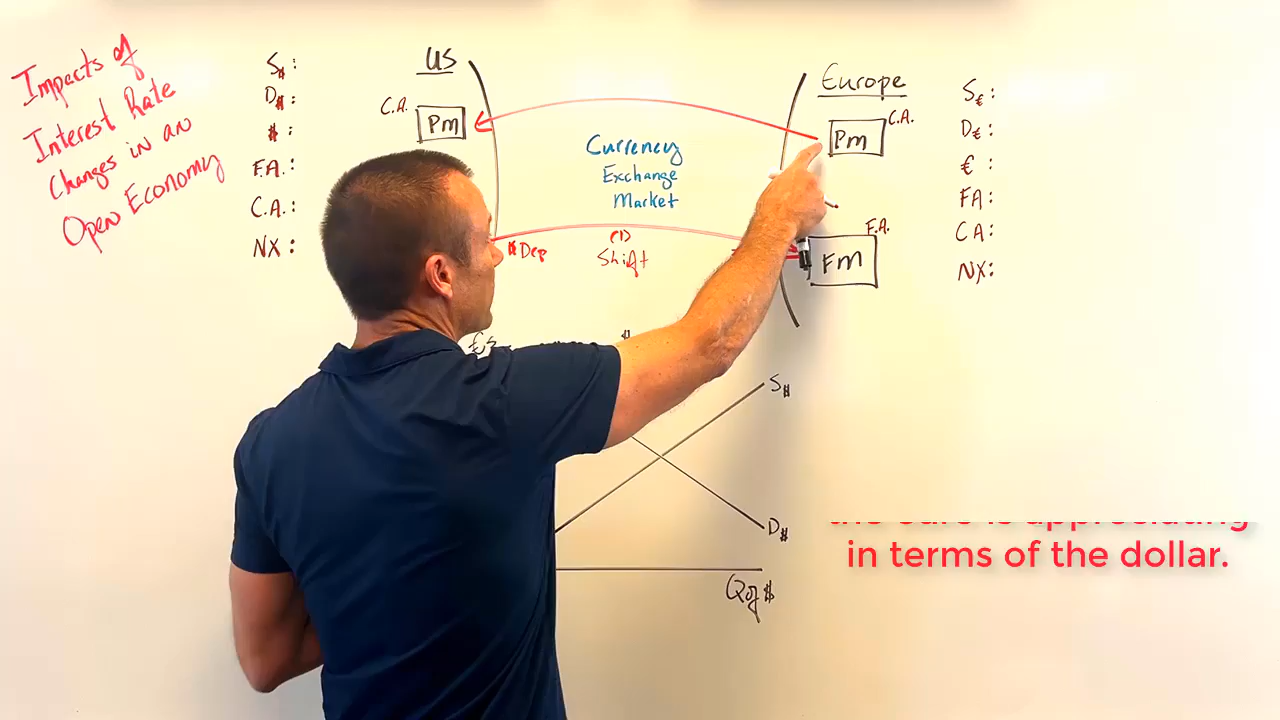 Impacts of
Interest Rate
Changes in an
Open Economy
S$:
D$:
$:
F.A.:
C.A.:
NX:
US
C.A.
Pm
Currency
Exchange
Market
$Dep
(1)
Shift
Europe
Pm
C.A.
F.A.
Fm
S€:
D€:
€:
FA:
CA:
NX:
S$
D$
Q of $
in terms of the dollar.